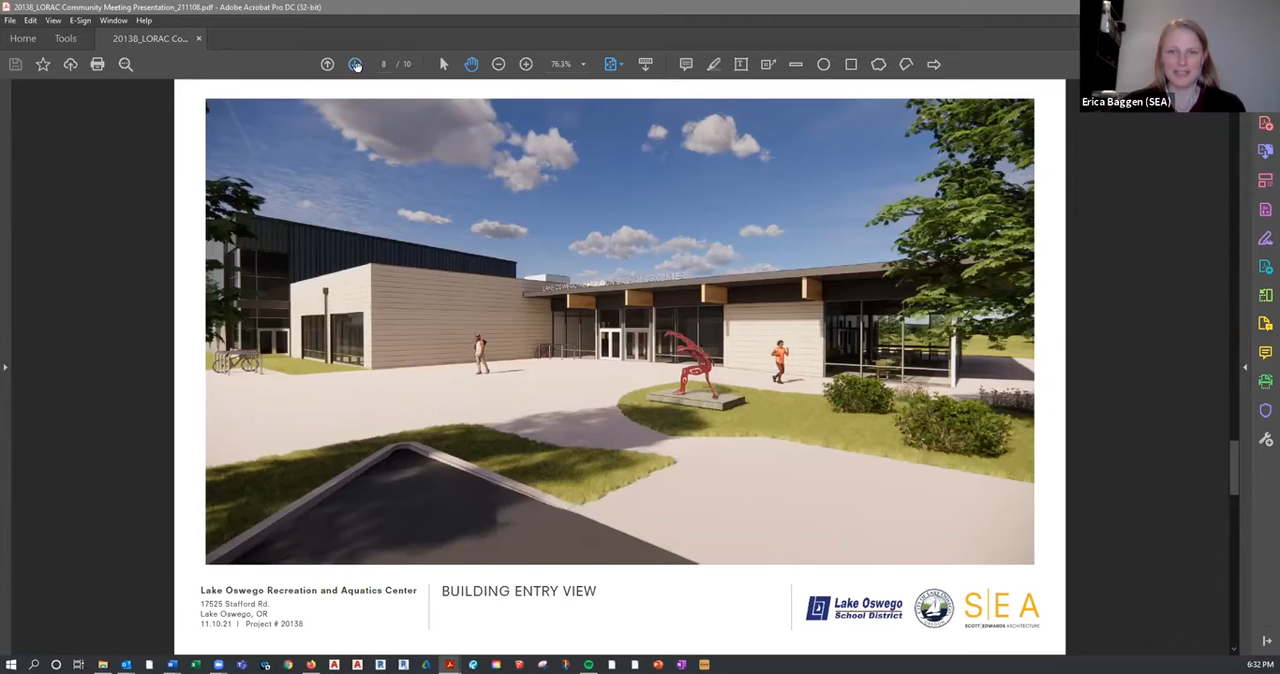 20138_LORAC Community Meeting Presentation_211108.pdf - Adobe Acrobat Pro DC (32-bit)
File Edit View E-Sign Window Help
Home Tools 20138_LORAC Co... ×
8 / 10 76.3%
Erica Baggen (SEA)
LAKE OSWEGO CENTER
Lake Oswego Recreation and Aquatics Center
17525 Stafford Rd.
Lake Oswego, OR
11.10.21 | Project # 20138
BUILDING ENTRY VIEW
Lake Oswego
School District
S|E|A
SCOTT|EDWARDS ARCHITECTURE
6:32 PM